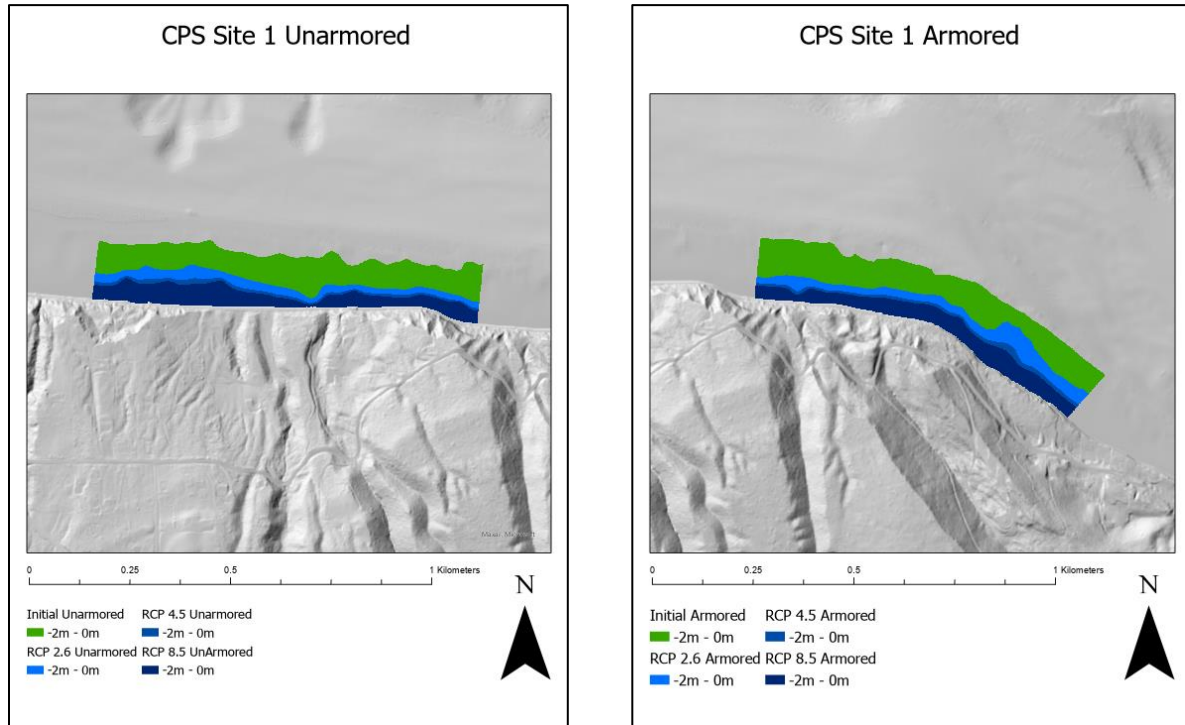 CPS Site 1 Unarmored
0 0.25 0.5 1 Kilometers
N
Initial Unarmored RCP 4.5 Unarmored
-2m - 0m -2m - 0m
RCP 2.6 Unarmored RCP 8.5 UnArmored
-2m - 0m -2m - 0m
CPS Site 1 Armored
0 0.25 0.5 1 Kilometers
N
Initial Armored RCP 4.5 Armored
-2m - 0m -2m - 0m
RCP 2.6 Armored RCP 8.5 Armored
-2m - 0m -2m - 0m